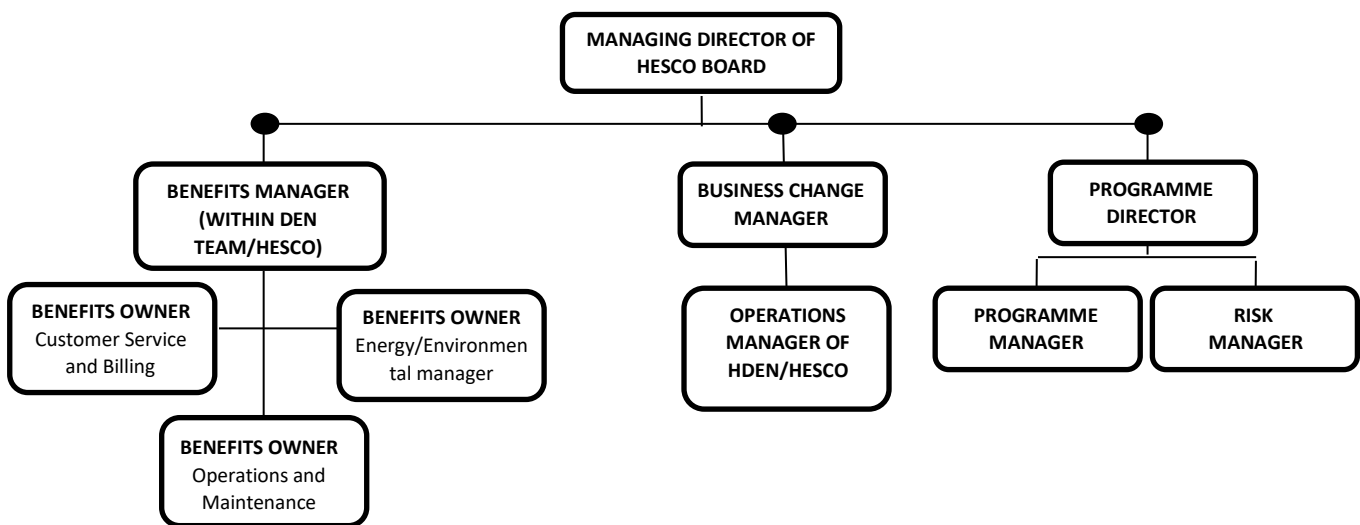 MANAGING DIRECTOR OF
HESCO BOARD
BENEFITS MANAGER
(WITHIN DEN
TEAM/HESCO)
BUSINESS CHANGE
MANAGER
PROGRAMME
DIRECTOR
BENEFITS OWNER
Customer Service
and Billing
BENEFITS OWNER
Energy/Environmen
tal manager
OPERATIONS
MANAGER OF
HDEN/HESCO
PROGRAMME
MANAGER
RISK
MANAGER
BENEFITS OWNER
Operations and
Maintenance